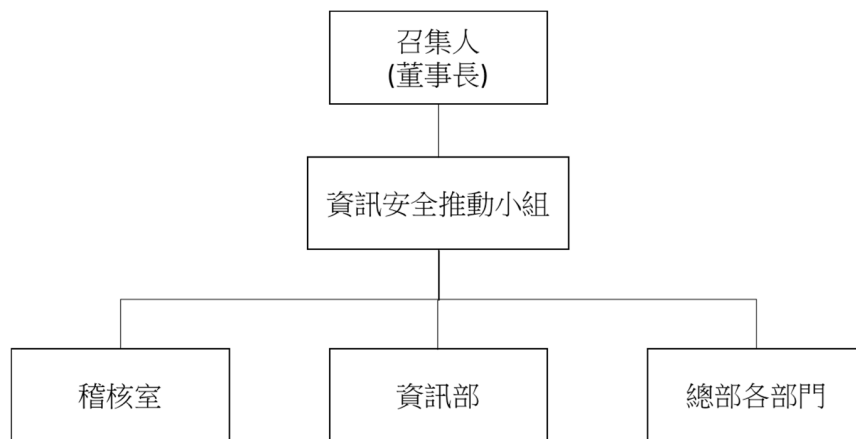 召集人
(董事長)
資訊安全推動小組
稽核室
資訊部
總部各部門